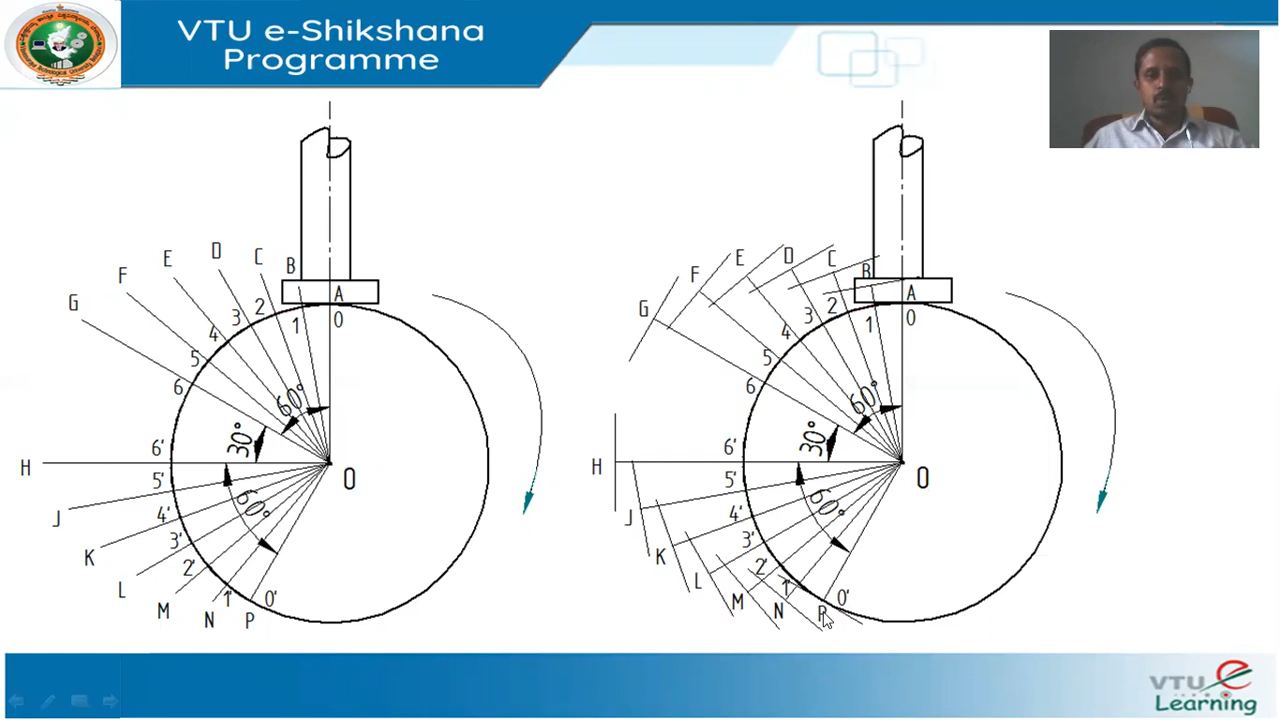 VTU e-Shikshana
Programme
B
A
C
D
E
F
G
0
1
2
3
4
5
6
60°
30°
60°
O
H
6'
5'
J
4'
K
3'
L
2'
M
1'
N
0'
P
B
A
C
D
E
F
G
0
1
2
3
4
5
6
60°
30°
60°
O
H
6'
5'
J
4'
K
3'
L
2'
M
1'
N
0'
P
VTU e
Learning